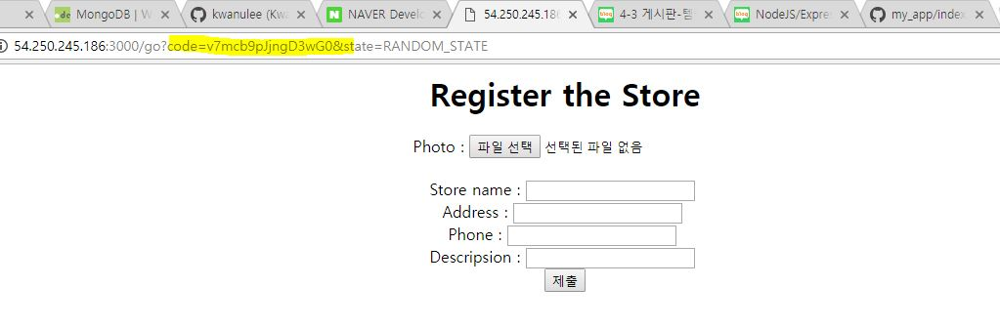 MongoDB | W
kwanulee (Kwa
NAVER Develo
54.250.245.186
4-3 게시판-템
NodeJS/Expre
my_app/index
54.250.245.186:3000/go?code=v7mcb9pJjngD3wG0&state=RANDOM_STATE
Register the Store
Photo : 파일 선택 선택된 파일 없음
Store name :
Address :
Phone :
Descripsion :
제출